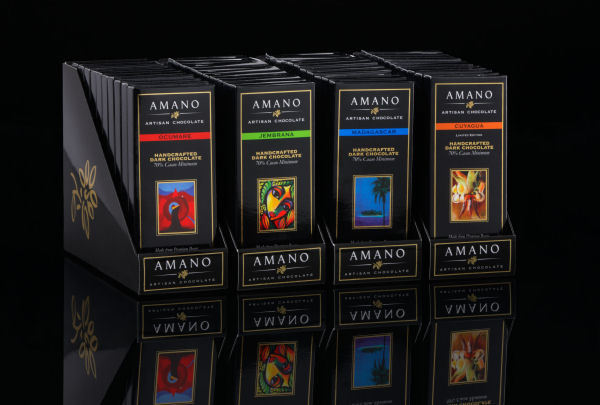 AMANO
ARTISAN CHOCOLATE
OCUMARE
HANDCRAFTED
DARK CHOCOLATE
70% Cacao Minimum
AMANO
ARTISAN CHOCOLATE
AMANO
ARTISAN CHOCOLATE
JEMBRANA
HANDCRAFTED
DARK CHOCOLATE
70% Cacao Minimum
AMANO
ARTISAN CHOCOLATE
AMANO
ARTISAN CHOCOLATE
MADAGASCAR
HANDCRAFTED
DARK CHOCOLATE
70% Cacao Minimum
AMANO
ARTISAN CHOCOLATE
AMANO
ARTISAN CHOCOLATE
CUYAGUA
LIMITED EDITION
HANDCRAFTED
DARK CHOCOLATE
70% Cacao Minimum
AMANO
ARTISAN CHOCOLATE